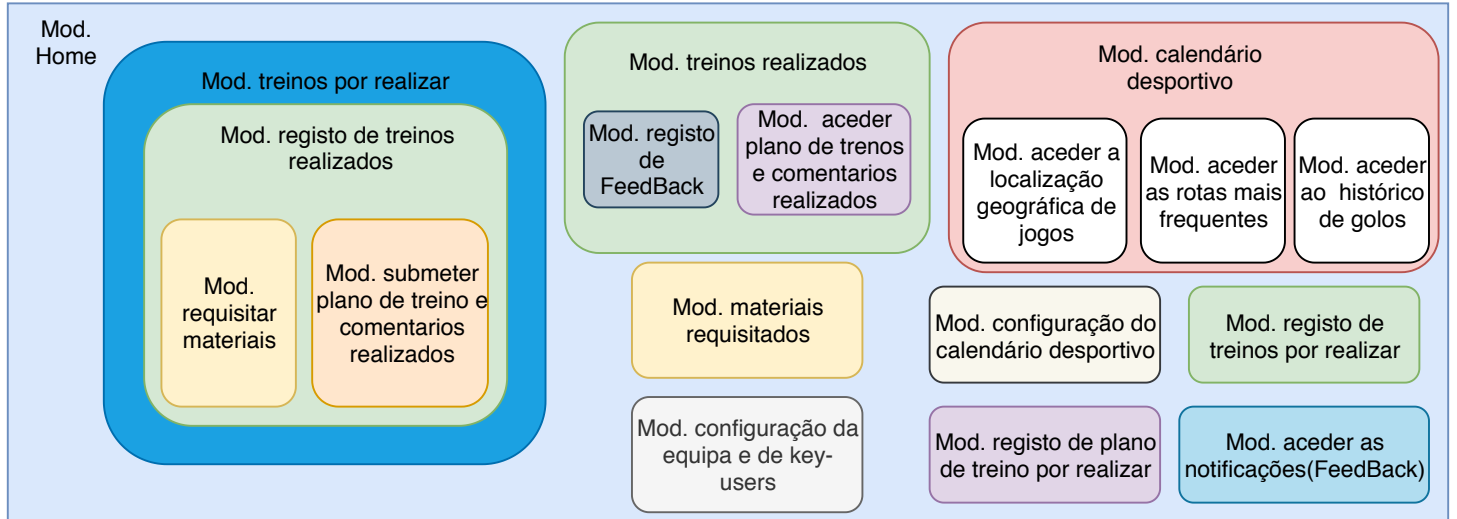 Mod.
Home
Mod. treinos por realizar
Mod. registo de treinos
realizados
Mod.
requisitar
materiais
Mod. submeter
plano de treino e
comentarios
realizados
Mod. treinos realizados
Mod. registo
de
FeedBack
Mod. aceder
plano de trenos
e comentarios
realizados
Mod. calendário
desportivo
Mod. aceder a
localização
geográfica de
jogos
Mod. aceder
as rotas mais
frequentes
Mod. aceder
ao histórico
de golos
Mod. materiais
requisitados
Mod. configuração do
calendário desportivo
Mod. registo de
treinos por realizar
Mod. configuração da
equipa e de key-
users
Mod. registo de plano
de treino por realizar
Mod. aceder as
notificações(FeedBack)